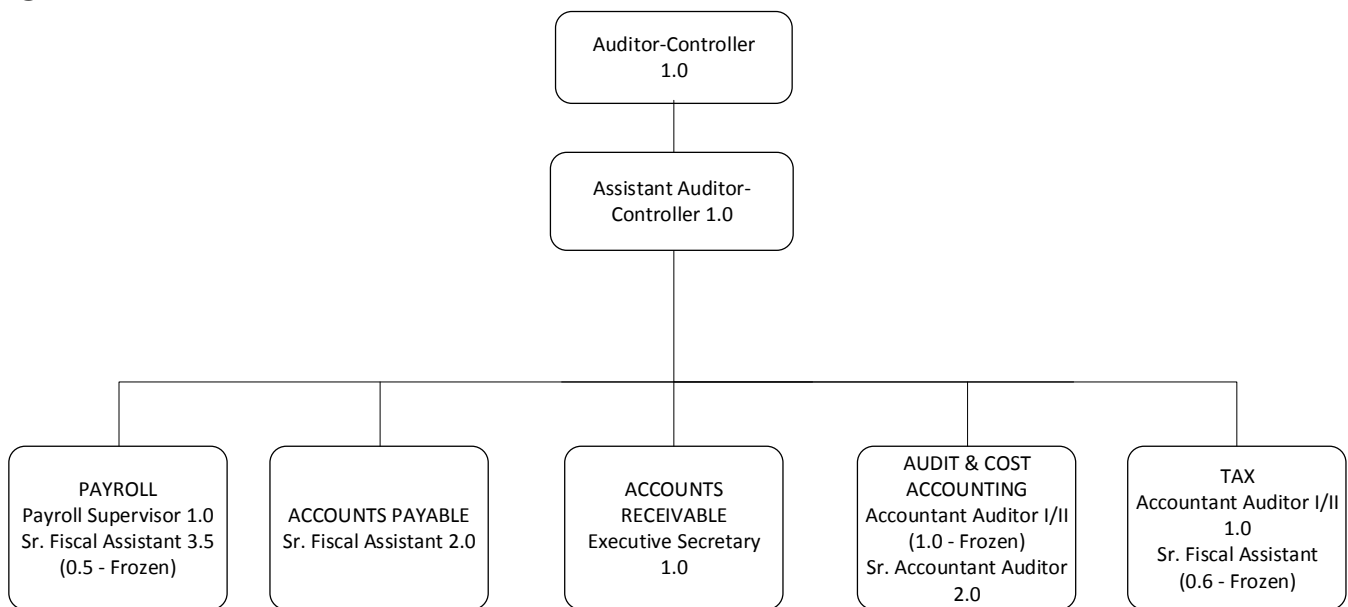 Auditor-Controller
1.0
Assistant Auditor-
Controller 1.0
PAYROLL
Payroll Supervisor 1.0
Sr. Fiscal Assistant 3.5
(0.5 - Frozen)
ACCOUNTS PAYABLE
Sr. Fiscal Assistant 2.0
ACCOUNTS
RECEIVABLE
Executive Secretary
1.0
AUDIT & COST
ACCOUNTING
Accountant Auditor I/II
(1.0 - Frozen)
Sr. Accountant Auditor
2.0
TAX
Accountant Auditor I/II
1.0
Sr. Fiscal Assistant
(0.6 - Frozen)